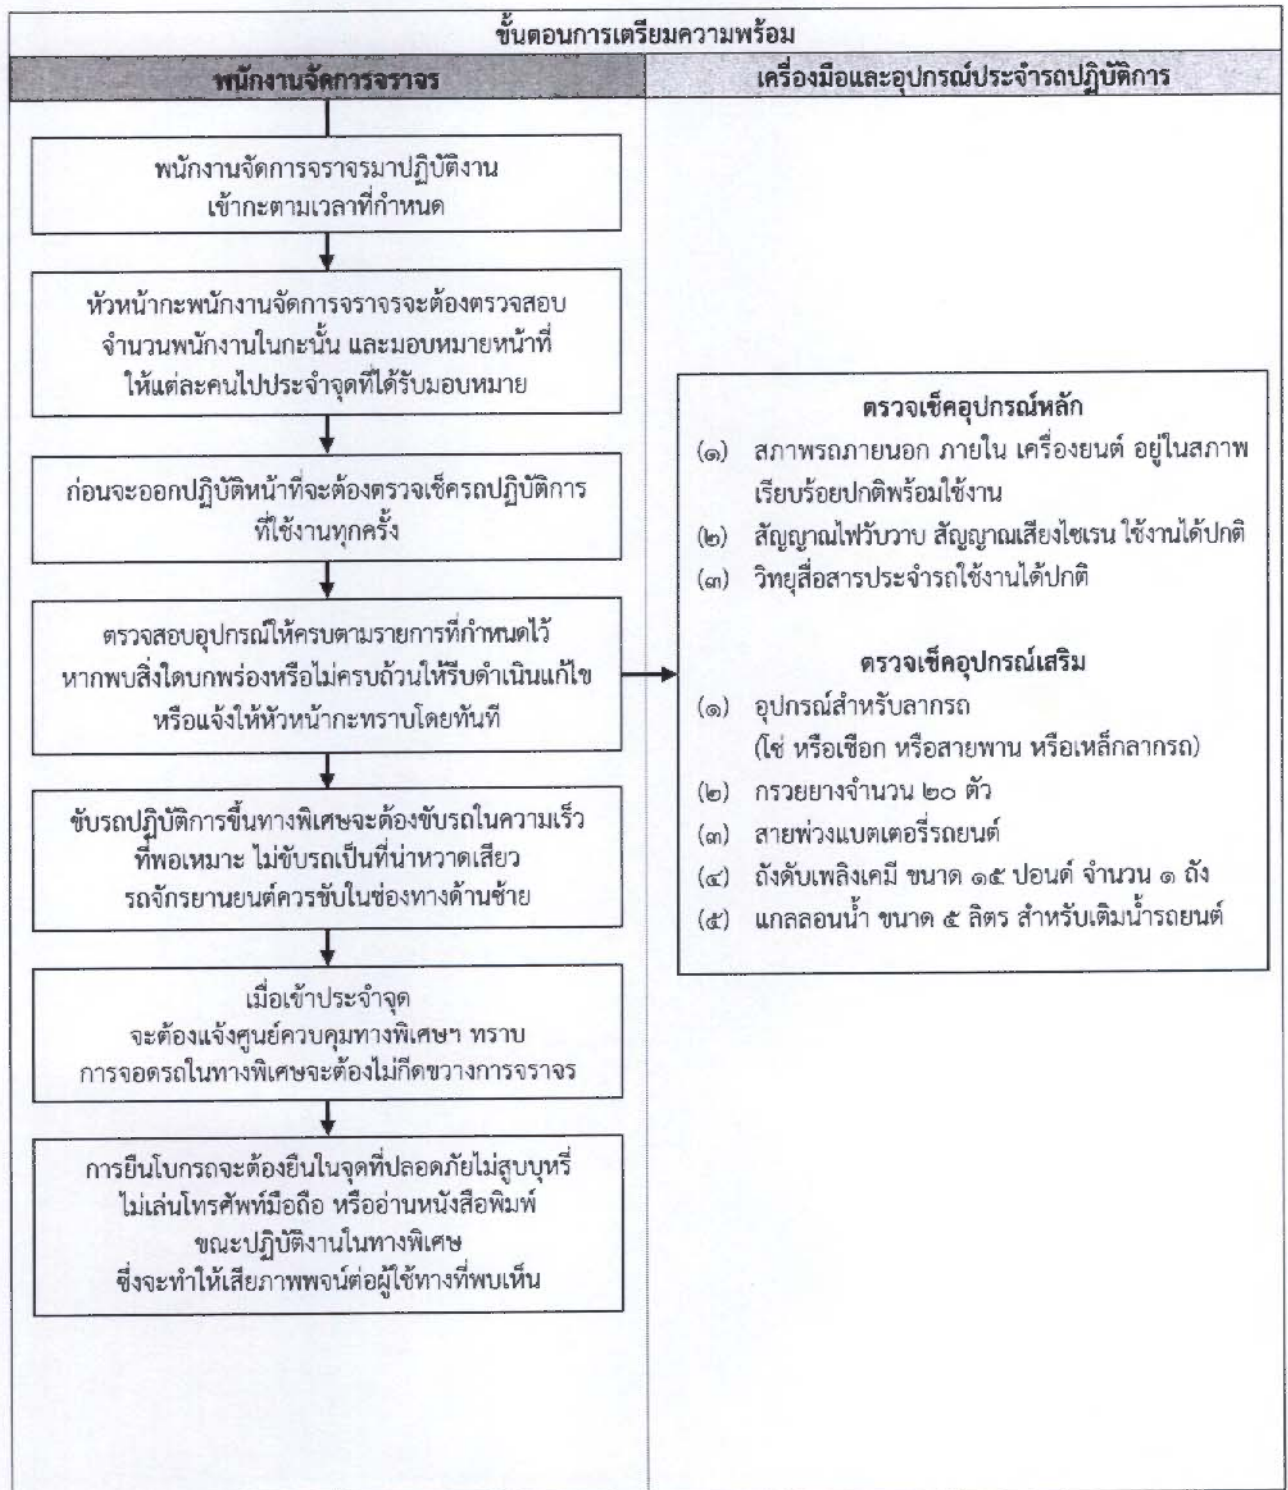 ขั้นตอนการเตรียมความพร้อม
พนักงานจัดการจราจร
เครื่องมือและอุปกรณ์ประจำรถปฏิบัติการ
พนักงานจัดการจราจรมาปฏิบัติงาน
เข้ากะตามเวลาที่กำหนด
หัวหน้ากะพนักงานจัดการจราจรจะต้องตรวจสอบ
จำนวนพนักงานในกะนั้น และมอบหมายหน้าที่
ให้แต่ละคนไปประจำจุดที่ได้รับมอบหมาย
ก่อนจะออกปฏิบัติหน้าที่จะต้องตรวจเช็ครถปฏิบัติการ
ที่ใช้งานทุกครั้ง
ตรวจสอบอุปกรณ์ให้ครบตามรายการที่กำหนดไว้
หากพบสิ่งใดบกพร่องหรือไม่ครบถ้วนให้รีบดำเนินแก้ไข
หรือแจ้งให้หัวหน้ากะทราบโดยทันที
ขับรถปฏิบัติการขึ้นทางพิเศษจะต้องขับรถในความเร็ว
ที่พอเหมาะ ไม่ขับรถเป็นที่น่าหวาดเสียว
รถจักรยานยนต์ควรขับในช่องทางด้านซ้าย
เมื่อเข้าประจำจุด
จะต้องแจ้งศูนย์ควบคุมทางพิเศษฯ ทราบ
การจอดรถในทางพิเศษจะต้องไม่กีดขวางการจราจร
การยืนโบกรถจะต้องยืนในจุดที่ปลอดภัยไม่สูบบุหรี่
ไม่เล่นโทรศัพท์มือถือ หรืออ่านหนังสือพิมพ์
ขณะปฏิบัติงานในทางพิเศษ
ซึ่งจะทำให้เสียภาพพจน์ต่อผู้ใช้ทางที่พบเห็น
ตรวจเช็คอุปกรณ์หลัก
(๑) สภาพรถภายนอก ภายใน เครื่องยนต์ อยู่ในสภาพ
เรียบร้อยปกติพร้อมใช้งาน
(๒) สัญญาณไฟวับวาบ สัญญาณเสียงไซเรน ใช้งานได้ปกติ
(๓) วิทยุสื่อสารประจำรถใช้งานได้ปกติ
ตรวจเช็คอุปกรณ์เสริม
(๑) อุปกรณ์สำหรับลากรถ
(โซ่ หรือเชือก หรือสายพาน หรือเหล็กลากรถ)
(๒) กรวยยางจำนวน ๒๐ ตัว
(๓) สายพ่วงแบตเตอรี่รถยนต์
(๔) ถังดับเพลิงเคมี ขนาด ๑๕ ปอนด์ จำนวน ๑ ถัง
(๕) แกลลอนน้ำ ขนาด ๕ ลิตร สำหรับเติมน้ำรถยนต์